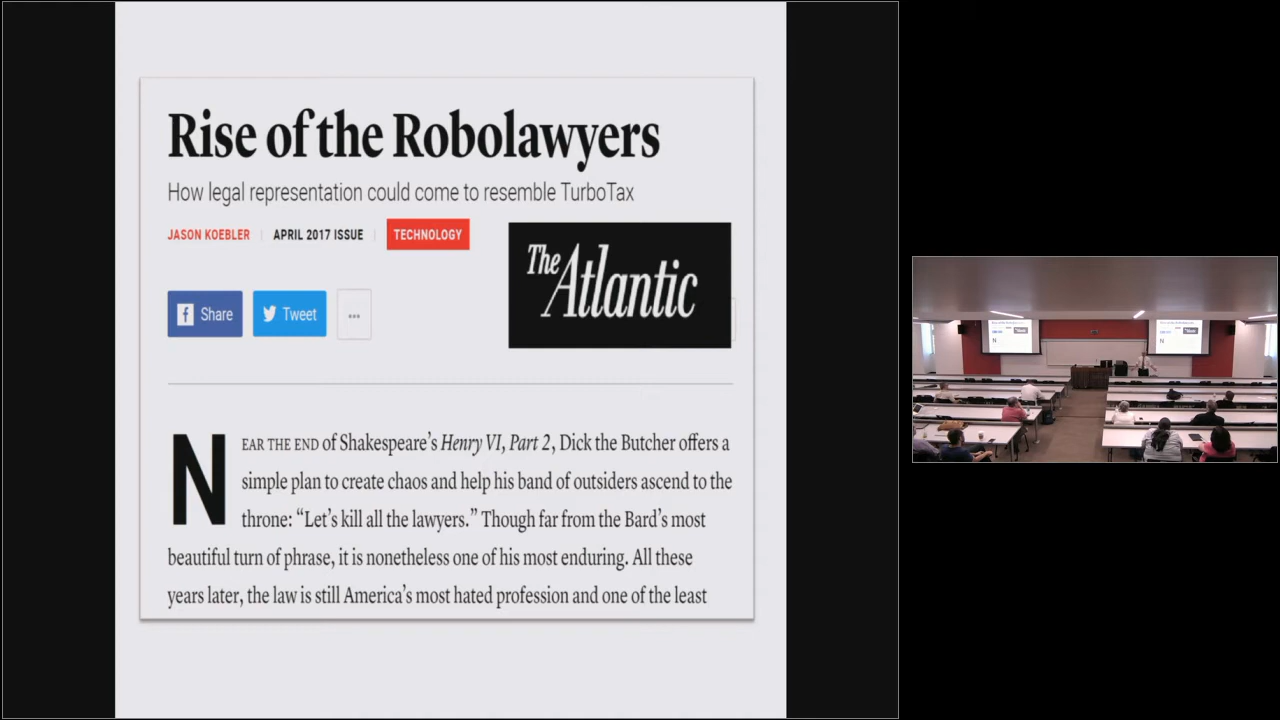 Rise of the Robolawyers
How legal representation could come to resemble TurboTax
JASON KOEBLER | APRIL 2017 ISSUE | TECHNOLOGY
The Atlantic
Share Tweet ...
NEAR THE END of Shakespeare's Henry VI, Part 2, Dick the Butcher offers a
simple plan to create chaos and help his band of outsiders ascend to the
throne: “Let's kill all the lawyers.” Though far from the Bard's most
beautiful turn of phrase, it is nonetheless one of his most enduring. All these
years later, the law is still America's most hated profession and one of the least